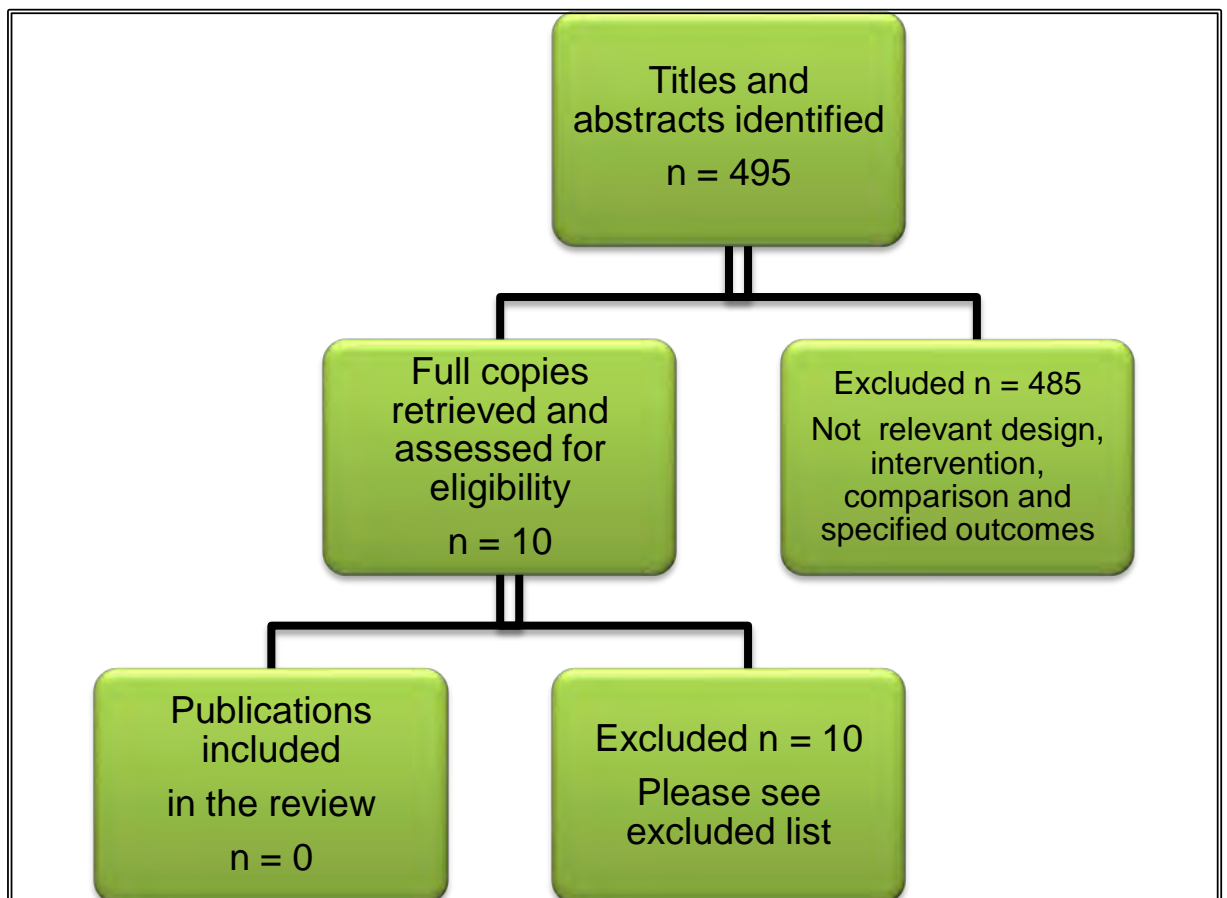 Titles and
abstracts identified
n = 495
Full copies
retrieved and
assessed for
eligibility
n = 10
Excluded n = 485
Not relevant design,
intervention,
comparison and
specified outcomes
Publications
included
in the review
n = 0
Excluded n = 10
Please see
excluded list